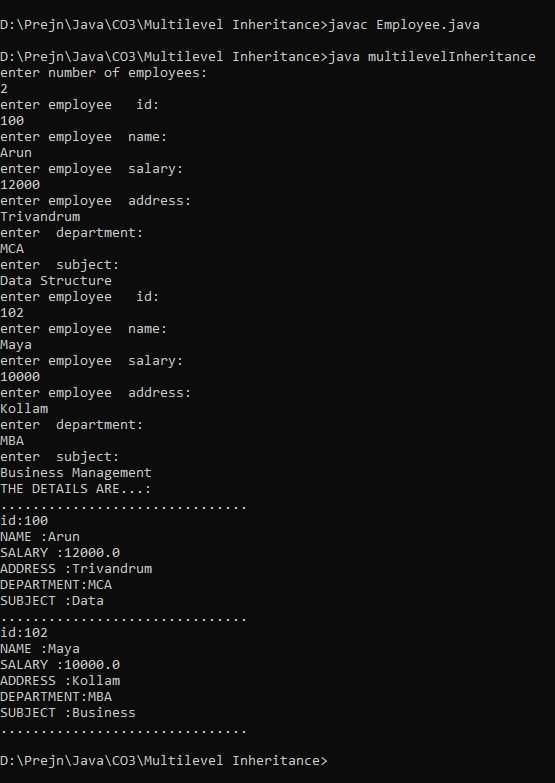 D:\Prejn\Java\CO3\Multilevel Inheritance>javac Employee.java
D:\Prejn\Java\CO3\Multilevel Inheritance>java multilevelInheritance
enter number of employees:
2
enter employee   id:
100
enter employee  name:
Arun
enter employee  salary:
12000
enter employee  address:
Trivandrum
enter  department:
MCA
enter  subject:
Data Structure
enter employee   id:
102
enter employee  name:
Maya
enter employee  salary:
10000
enter employee  address:
Kollam
enter  department:
MBA
enter  subject:
Business Management
THE DETAILS ARE...:
...............................
id:100
NAME :Arun
SALARY :12000.0
ADDRESS :Trivandrum
DEPARTMENT:MCA
SUBJECT :Data
...............................
id:102
NAME :Maya
SALARY :10000.0
ADDRESS :Kollam
DEPARTMENT:MBA
SUBJECT :Business
...............................
D:\Prejn\Java\CO3\Multilevel Inheritance>